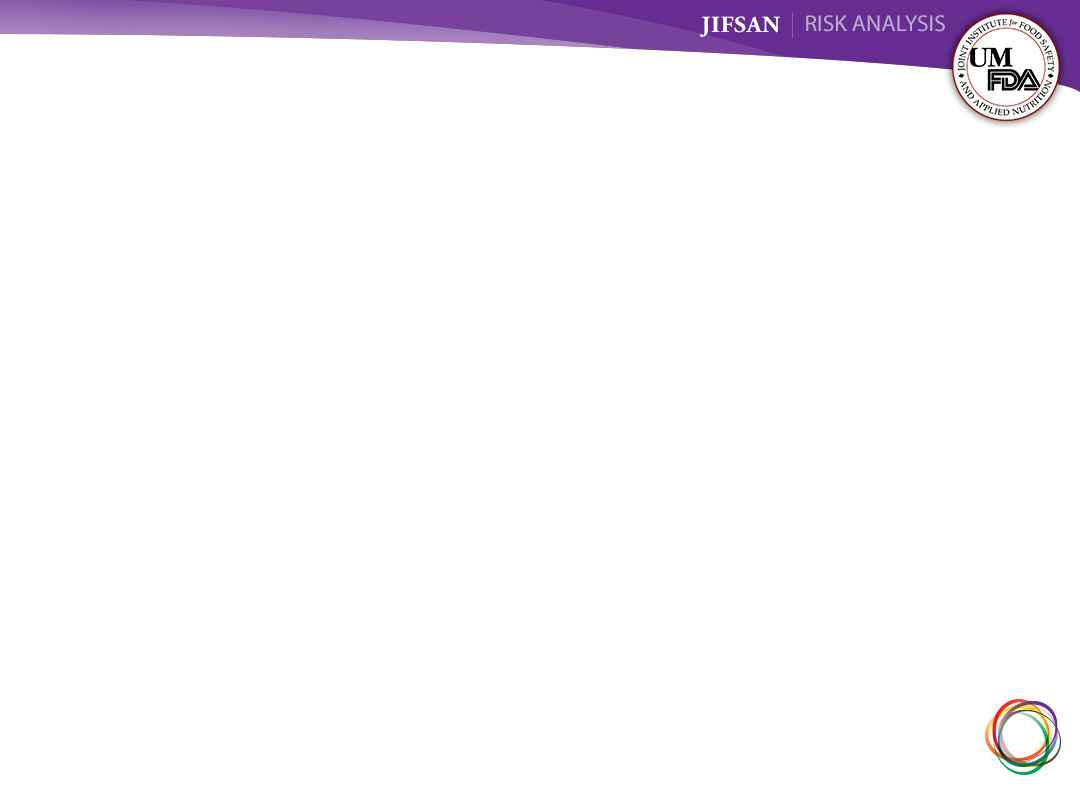 JIFSAN RISK ANALYSIS
JOINT INSTITUTE for FOOD SAFETY
UM
FDA
AND APPLIED NUTRITION